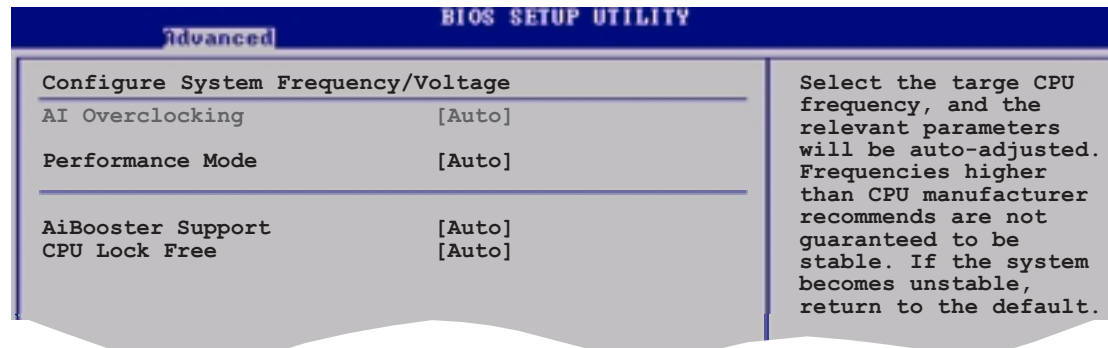 BIOS SETUP UTILITY
Advanced
Configure System Frequency/Voltage
AI Overclocking [Auto]
Performance Mode [Auto]
AiBooster Support [Auto]
CPU Lock Free [Auto]
Select the targe CPU
frequency, and the
relevant parameters
will be auto-adjusted.
Frequencies higher
than CPU manufacturer
recommends are not
guaranteed to be
stable. If the system
becomes unstable,
return to the default.